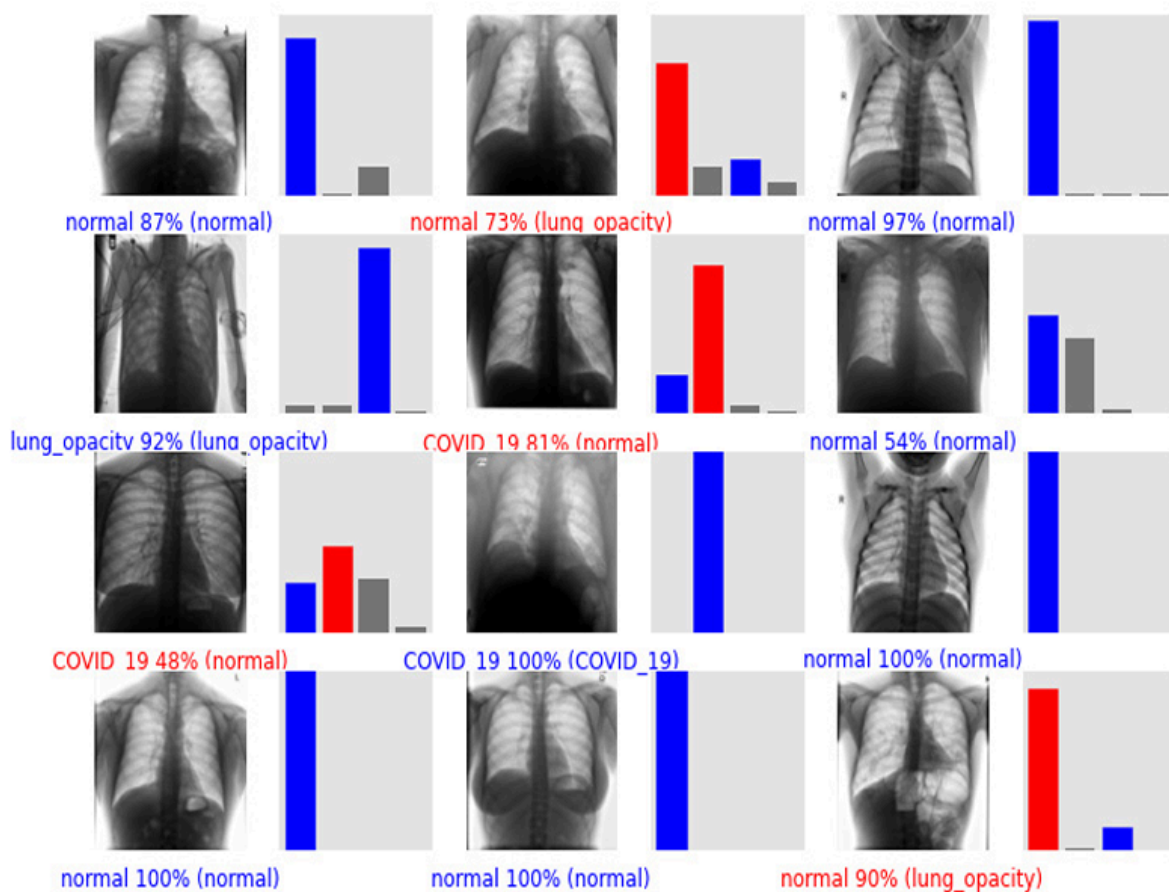 normal 87% (normal)
normal 73% (lung_opacity)
R
normal 97% (normal)
lung_opacity 92% (lung_opacity)
COVID_19 81% (normal)
normal 54% (normal)
R
COVID_19 48% (normal)
COVID_19 100% (COVID_19)
normal 100% (normal)
L
normal 100% (normal)
normal 100% (normal)
normal 90% (lung_opacity)